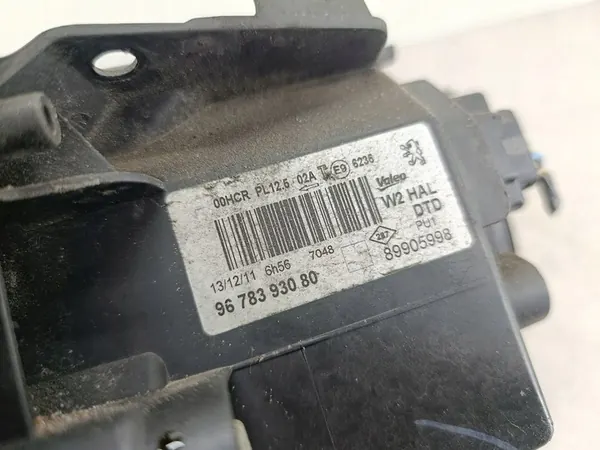 00HCR PL12.5 02A E9 6236
Valeo
W2 HAL
DTD
PU1
287
89905998
13/12/11 6h56 7048
96 783 930 80